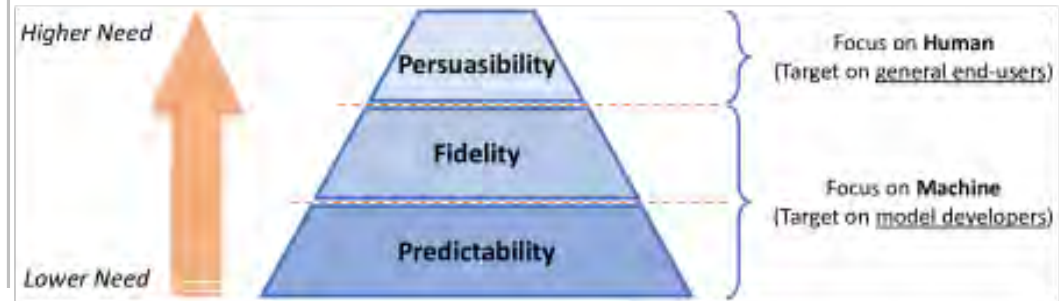 Higher Need
Persuasibility
Focus on Human
(Target on general end-users)
Fidelity
Focus on Machine
(Target on model developers)
Predictability
Lower Need